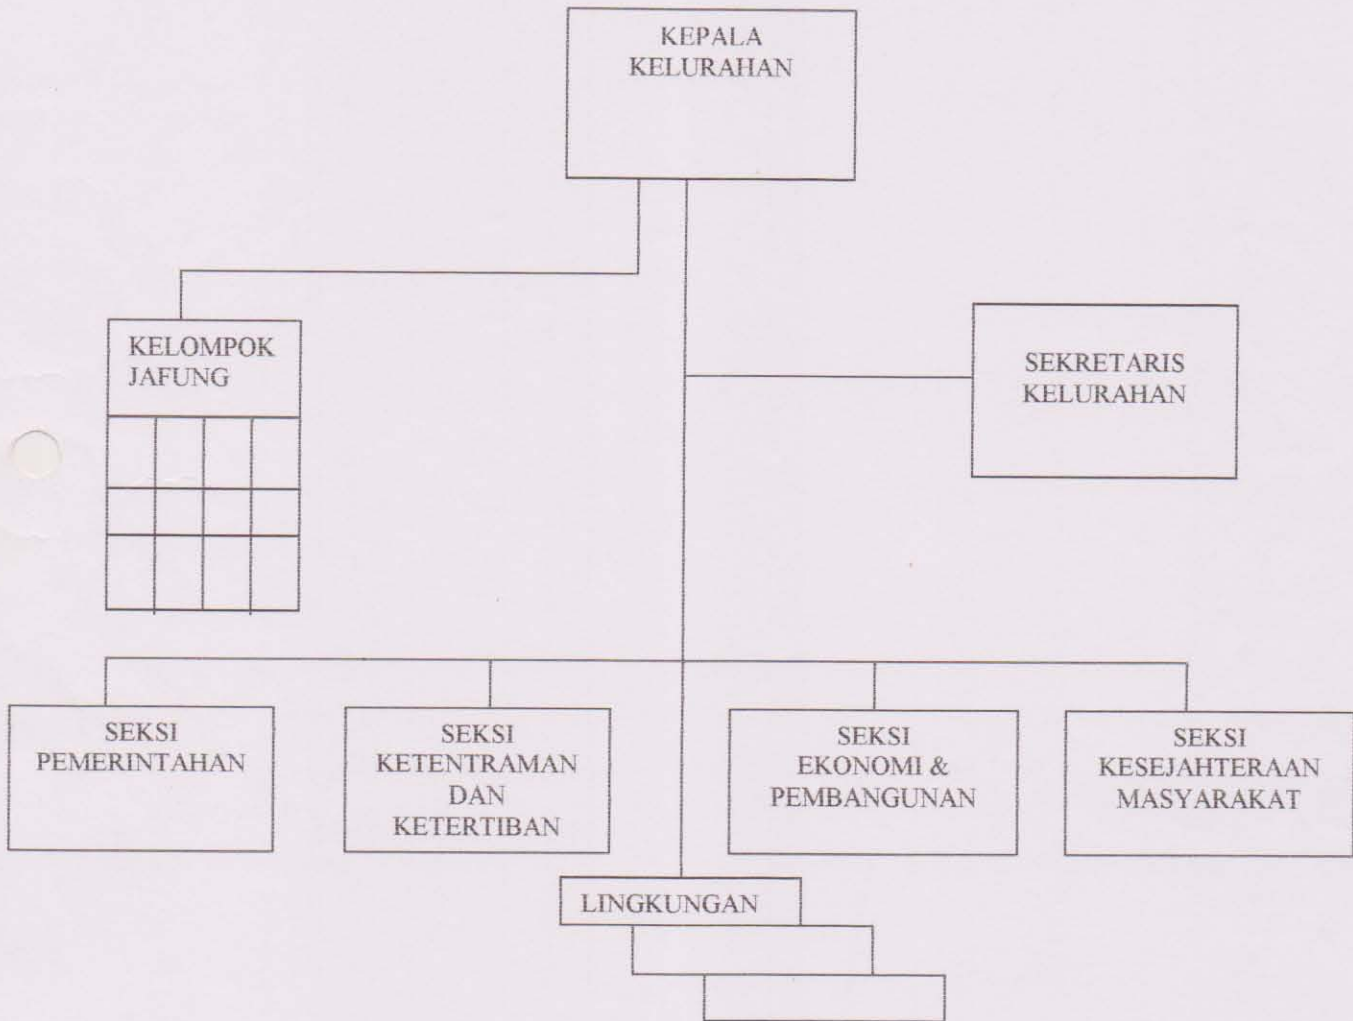 KEPALA
KELURAHAN
KELOMPOK
JAFUNG
SEKRETARIS
KELURAHAN
SEKSI
PEMERINTAHAN
SEKSI
KETENTRAMAN
DAN
KETERTIBAN
SEKSI
EKONOMI &
PEMBANGUNAN
SEKSI
KESEJAHTERAAN
MASYARAKAT
LINGKUNGAN